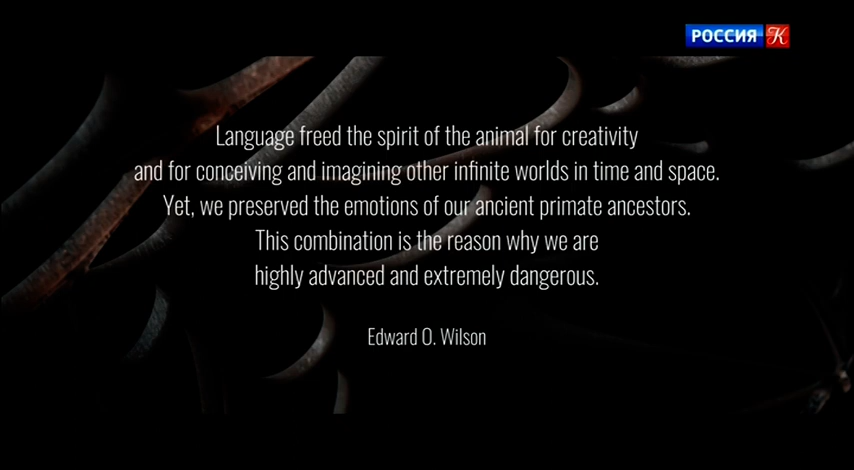 РОССИЯ К
Language freed the spirit of the animal for creativity
and for conceiving and imagining other infinite worlds in time and space.
Yet, we preserved the emotions of our ancient primate ancestors.
This combination is the reason why we are
highly advanced and extremely dangerous.
Edward O. Wilson